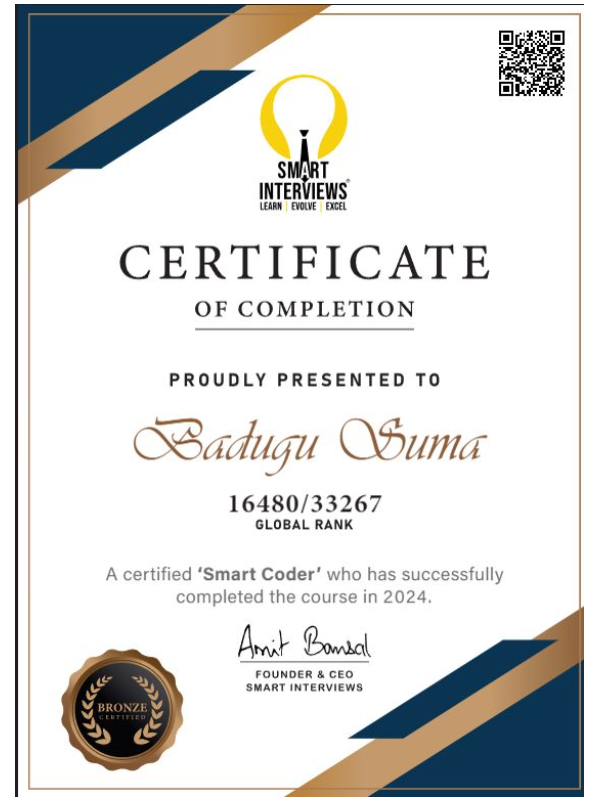 SMART
INTERVIEWS
LEARN | EVOLVE | EXCEL
CERTIFICATE
OF COMPLETION
PROUDLY PRESENTED TO
Badugu Suma
16480/33267
GLOBAL RANK
A certified ‘Smart Coder’ who has successfully
completed the course in 2024.
Amit Bansal
FOUNDER & CEO
SMART INTERVIEWS
BRONZE
CERTIFIED